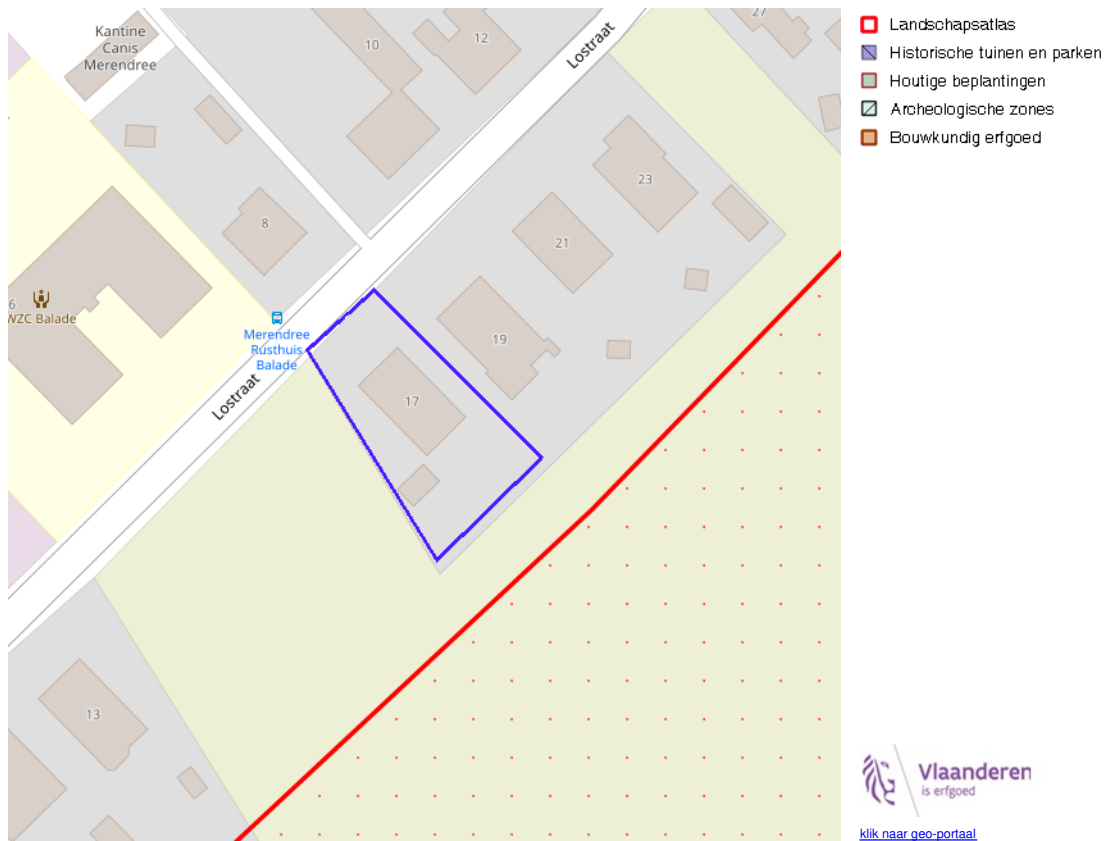 Kantine
Canis
Merendree
10
12
27
Lostraat
8
23
21
6
WZC Balade
Merendree
Rusthuis
Balade
19
17
Lostraat
13
Landschapsatlas
Historische tuinen en parken
Houtige beplantingen
Archeologische zones
Bouwkundig erfgoed
Vlaanderen
is erfgoed
klik naar geo-portaal